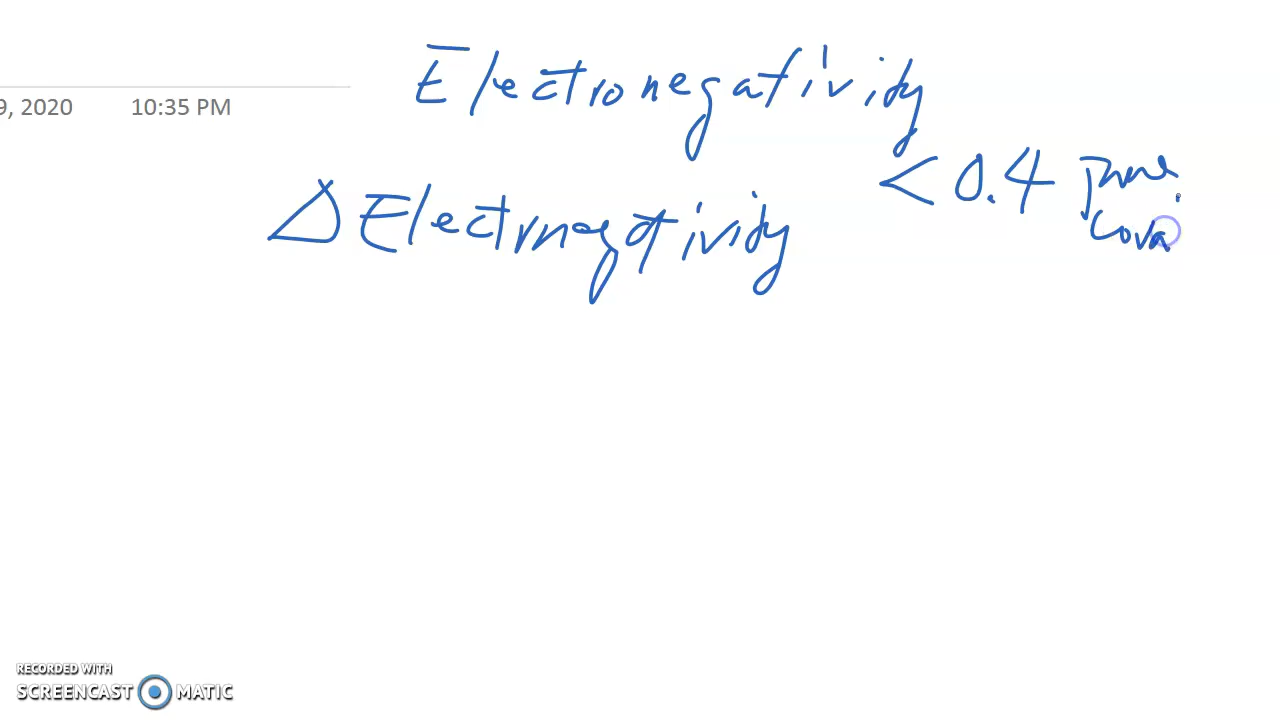 Electronegativity
9, 2020 10:35 PM
< 0.4 pure
ΔElectronegativity
cova
RECORDED WITH
SCREENCAST MATIC